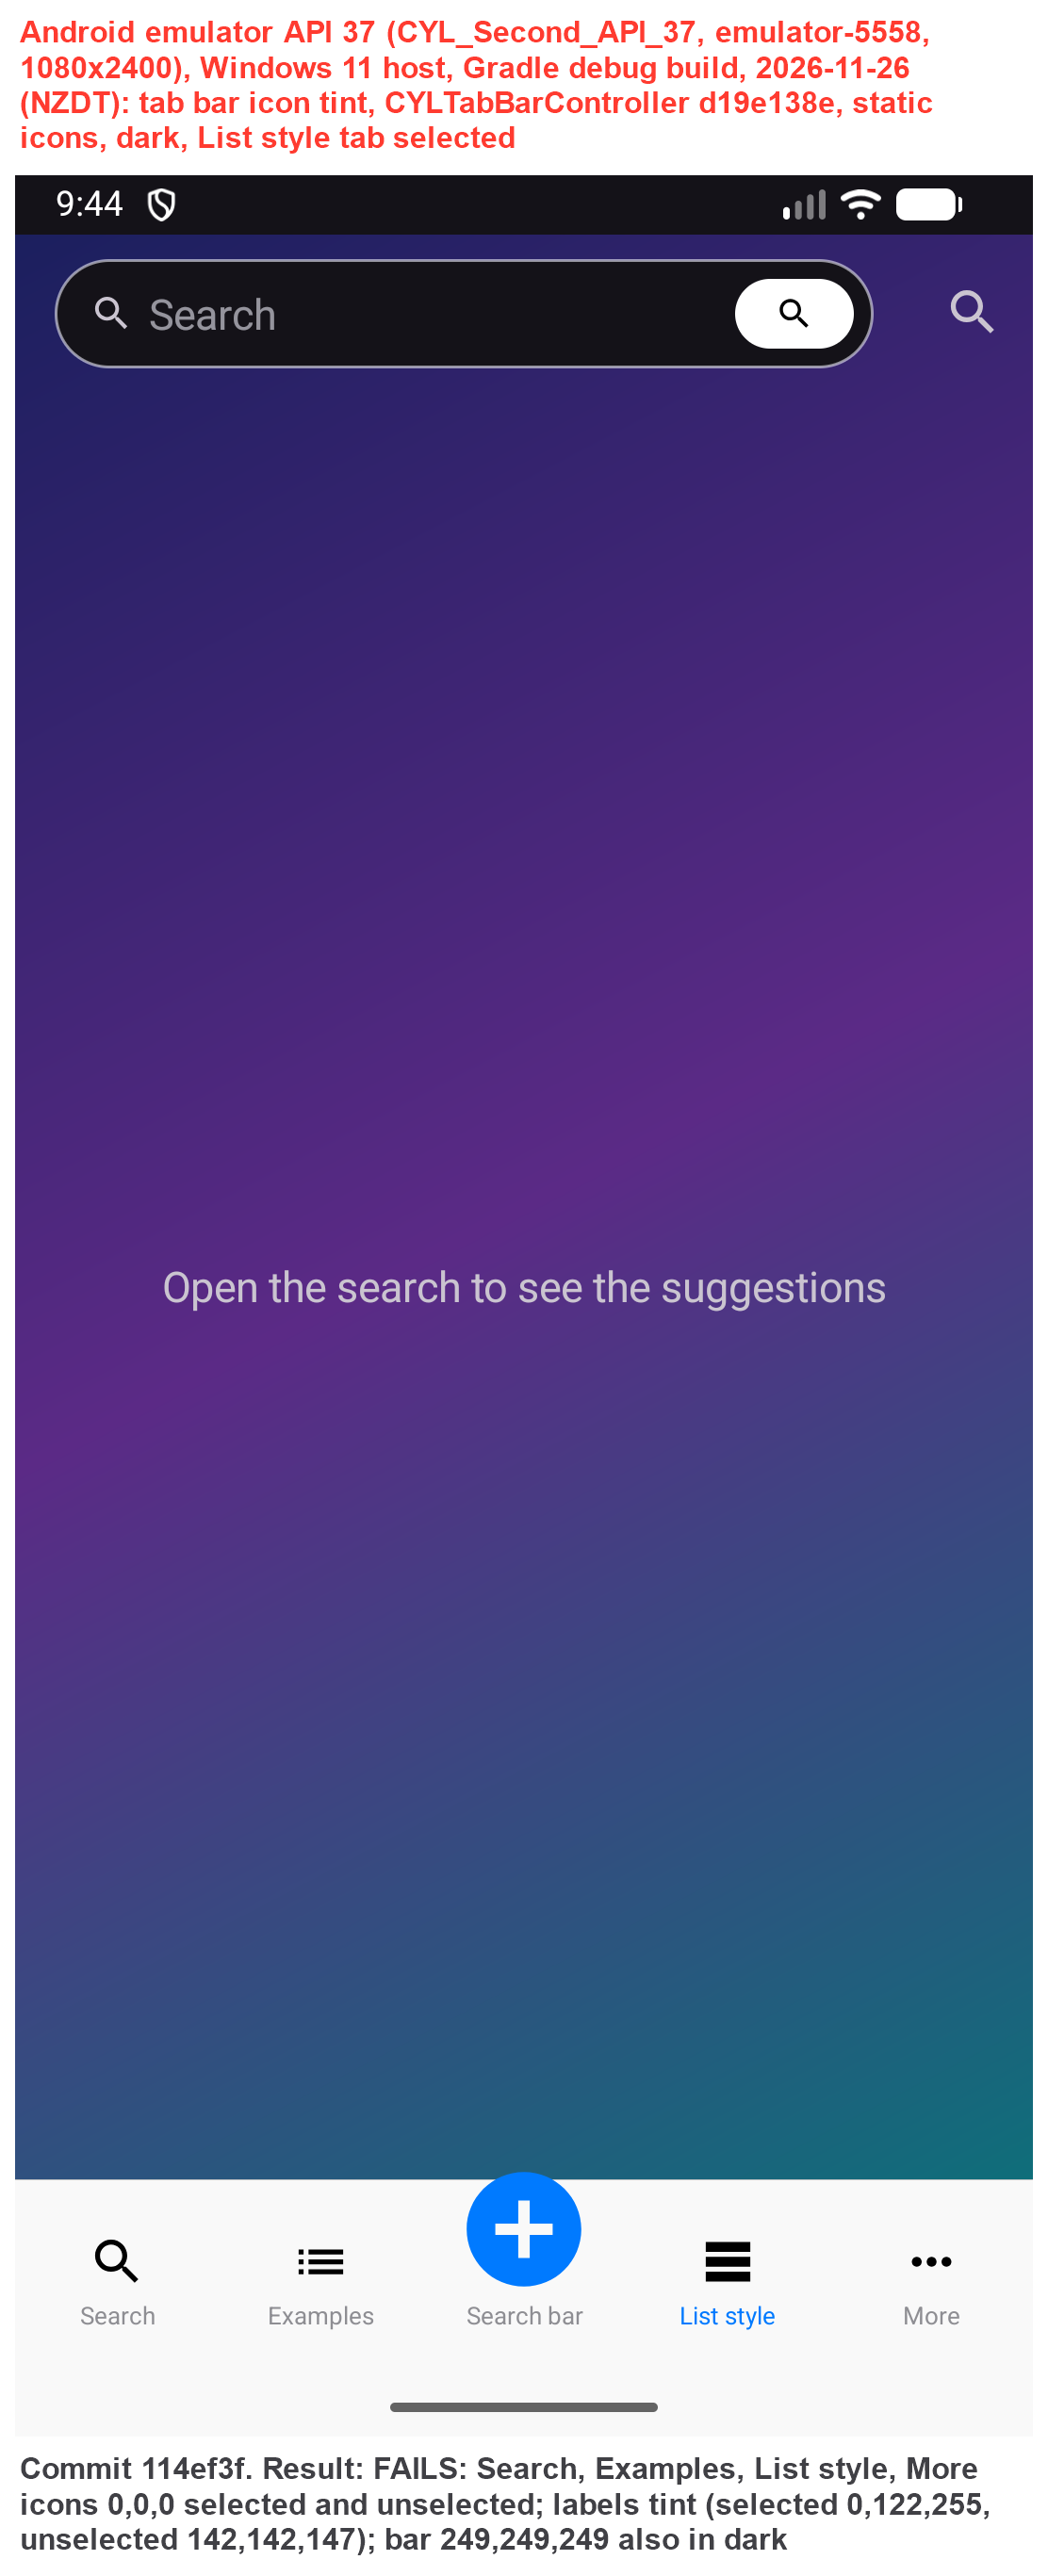 Android emulator API 37 (CYL_Second_API_37, emulator-5558,
1080x2400), Windows 11 host, Gradle debug build, 2026-11-26
(NZDT): tab bar icon tint, CYLTabBarController d19e138e, static
icons, dark, List style tab selected
9:44
Search
Open the search to see the suggestions
Search Examples Search bar List style More
Commit 114ef3f. Result: FAILS: Search, Examples, List style, More
icons 0,0,0 selected and unselected; labels tint (selected 0,122,255,
unselected 142,142,147); bar 249,249,249 also in dark